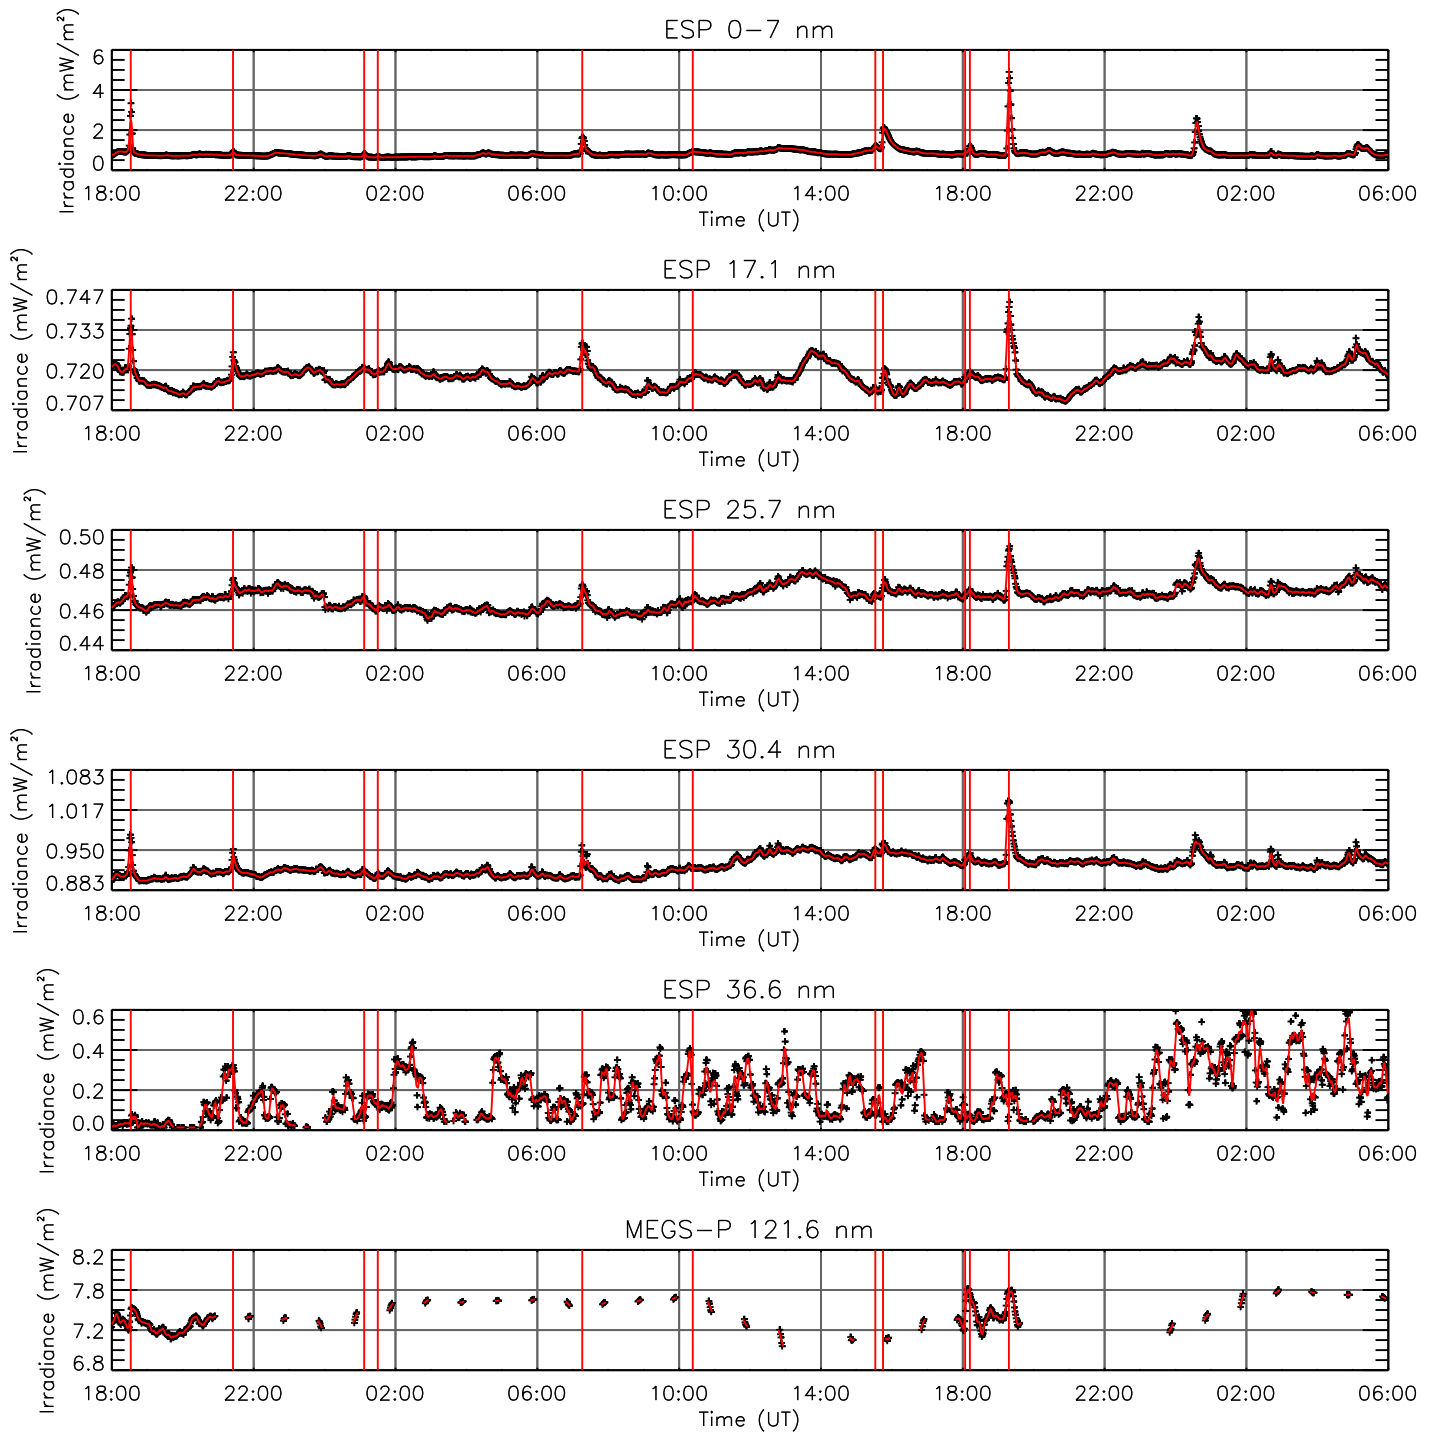 ESP 0-7 nm
Irradiance (mW/m²)
6
4
2
0
18:00 22:00 02:00 06:00 10:00 14:00 18:00 22:00 02:00 06:00
Time (UT)
ESP 17.1 nm
Irradiance (mW/m²)
0.747
0.733
0.720
0.707
18:00 22:00 02:00 06:00 10:00 14:00 18:00 22:00 02:00 06:00
Time (UT)
ESP 25.7 nm
Irradiance (mW/m²)
0.50
0.48
0.46
0.44
18:00 22:00 02:00 06:00 10:00 14:00 18:00 22:00 02:00 06:00
Time (UT)
ESP 30.4 nm
Irradiance (mW/m²)
1.083
1.017
0.950
0.883
18:00 22:00 02:00 06:00 10:00 14:00 18:00 22:00 02:00 06:00
Time (UT)
ESP 36.6 nm
Irradiance (mW/m²)
0.6
0.4
0.2
0.0
18:00 22:00 02:00 06:00 10:00 14:00 18:00 22:00 02:00 06:00
Time (UT)
MEGS-P 121.6 nm
Irradiance (mW/m²)
8.2
7.8
7.2
6.8
18:00 22:00 02:00 06:00 10:00 14:00 18:00 22:00 02:00 06:00
Time (UT)